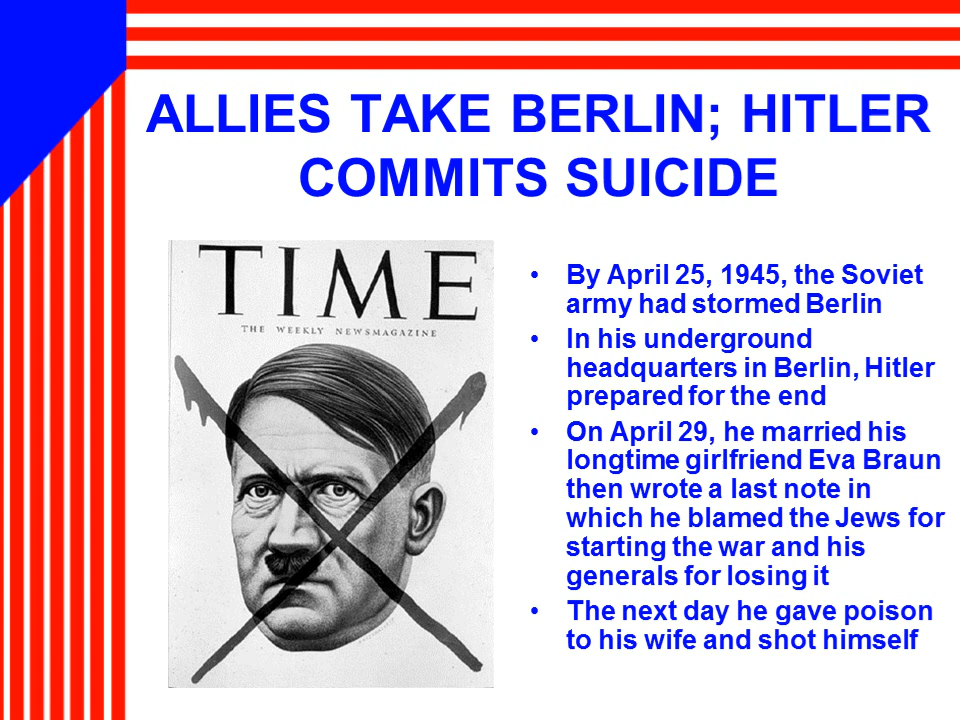 ALLIES TAKE BERLIN; HITLER
COMMITS SUICIDE
TIME
THE WEEKLY NEWSMAGAZINE
• By April 25, 1945, the Soviet
army had stormed Berlin
• In his underground
headquarters in Berlin, Hitler
prepared for the end
• On April 29, he married his
longtime girlfriend Eva Braun
then wrote a last note in
which he blamed the Jews for
starting the war and his
generals for losing it
• The next day he gave poison
to his wife and shot himself